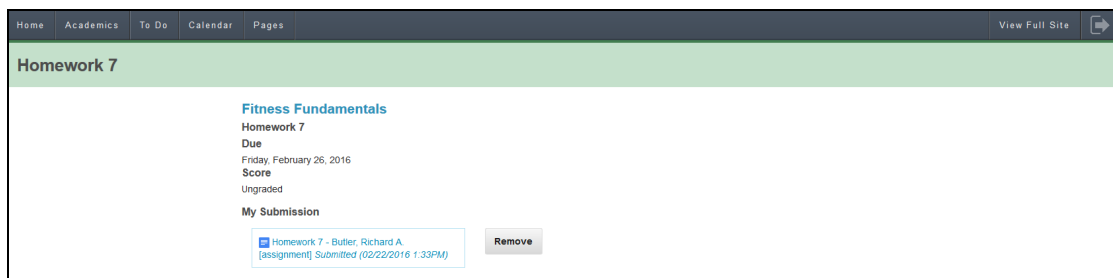 Home Academics To Do Calendar Pages View Full Site
Homework 7
Fitness Fundamentals
Homework 7
Due
Friday, February 26, 2016
Score
Ungraded
My Submission
Homework 7 - Butler, Richard A.
[assignment] Submitted (02/22/2016 1:33PM)
Remove